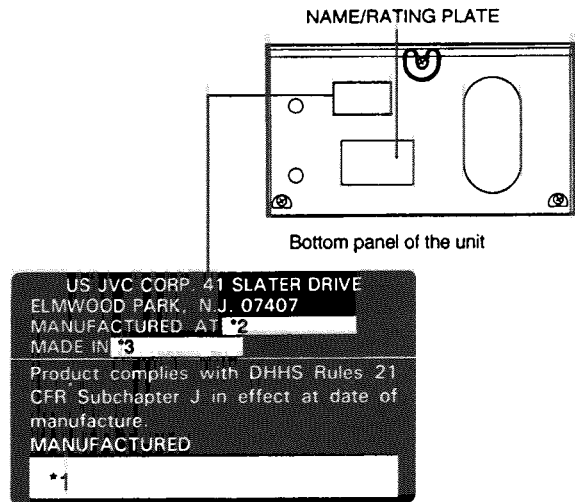 NAME/RATING PLATE
Bottom panel of the unit
US JVC CORP. 41 SLATER DRIVE
ELMWOOD PARK, N.J. 07407
MANUFACTURED AT *2
MADE IN *3
Product complies with DHHS Rules 21
CFR Subchapter J in effect at date of
manufacture.
MANUFACTURED
*1